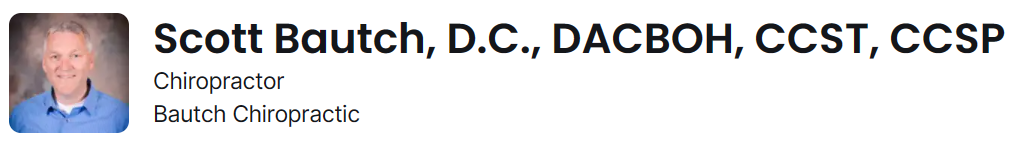 Scott Bautch, D.C., DACBOH, CCST, CCSP
Chiropractor
Bautch Chiropractic